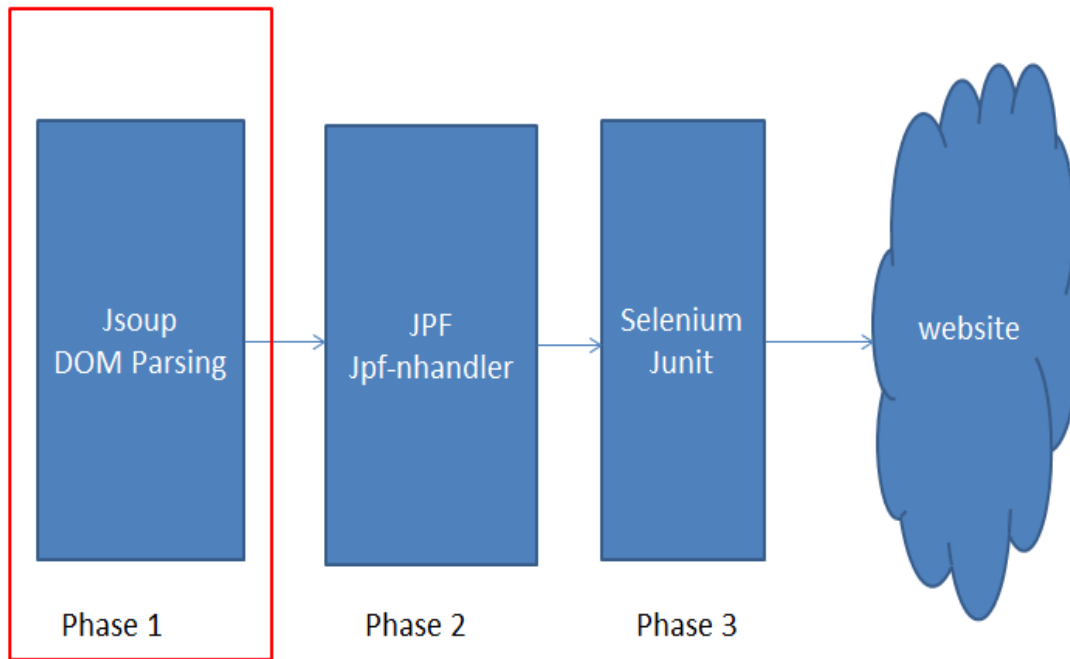 Jsoup
DOM Parsing
JPF
Jpf-nhandler
Selenium
Junit
website
Phase 1
Phase 2
Phase 3